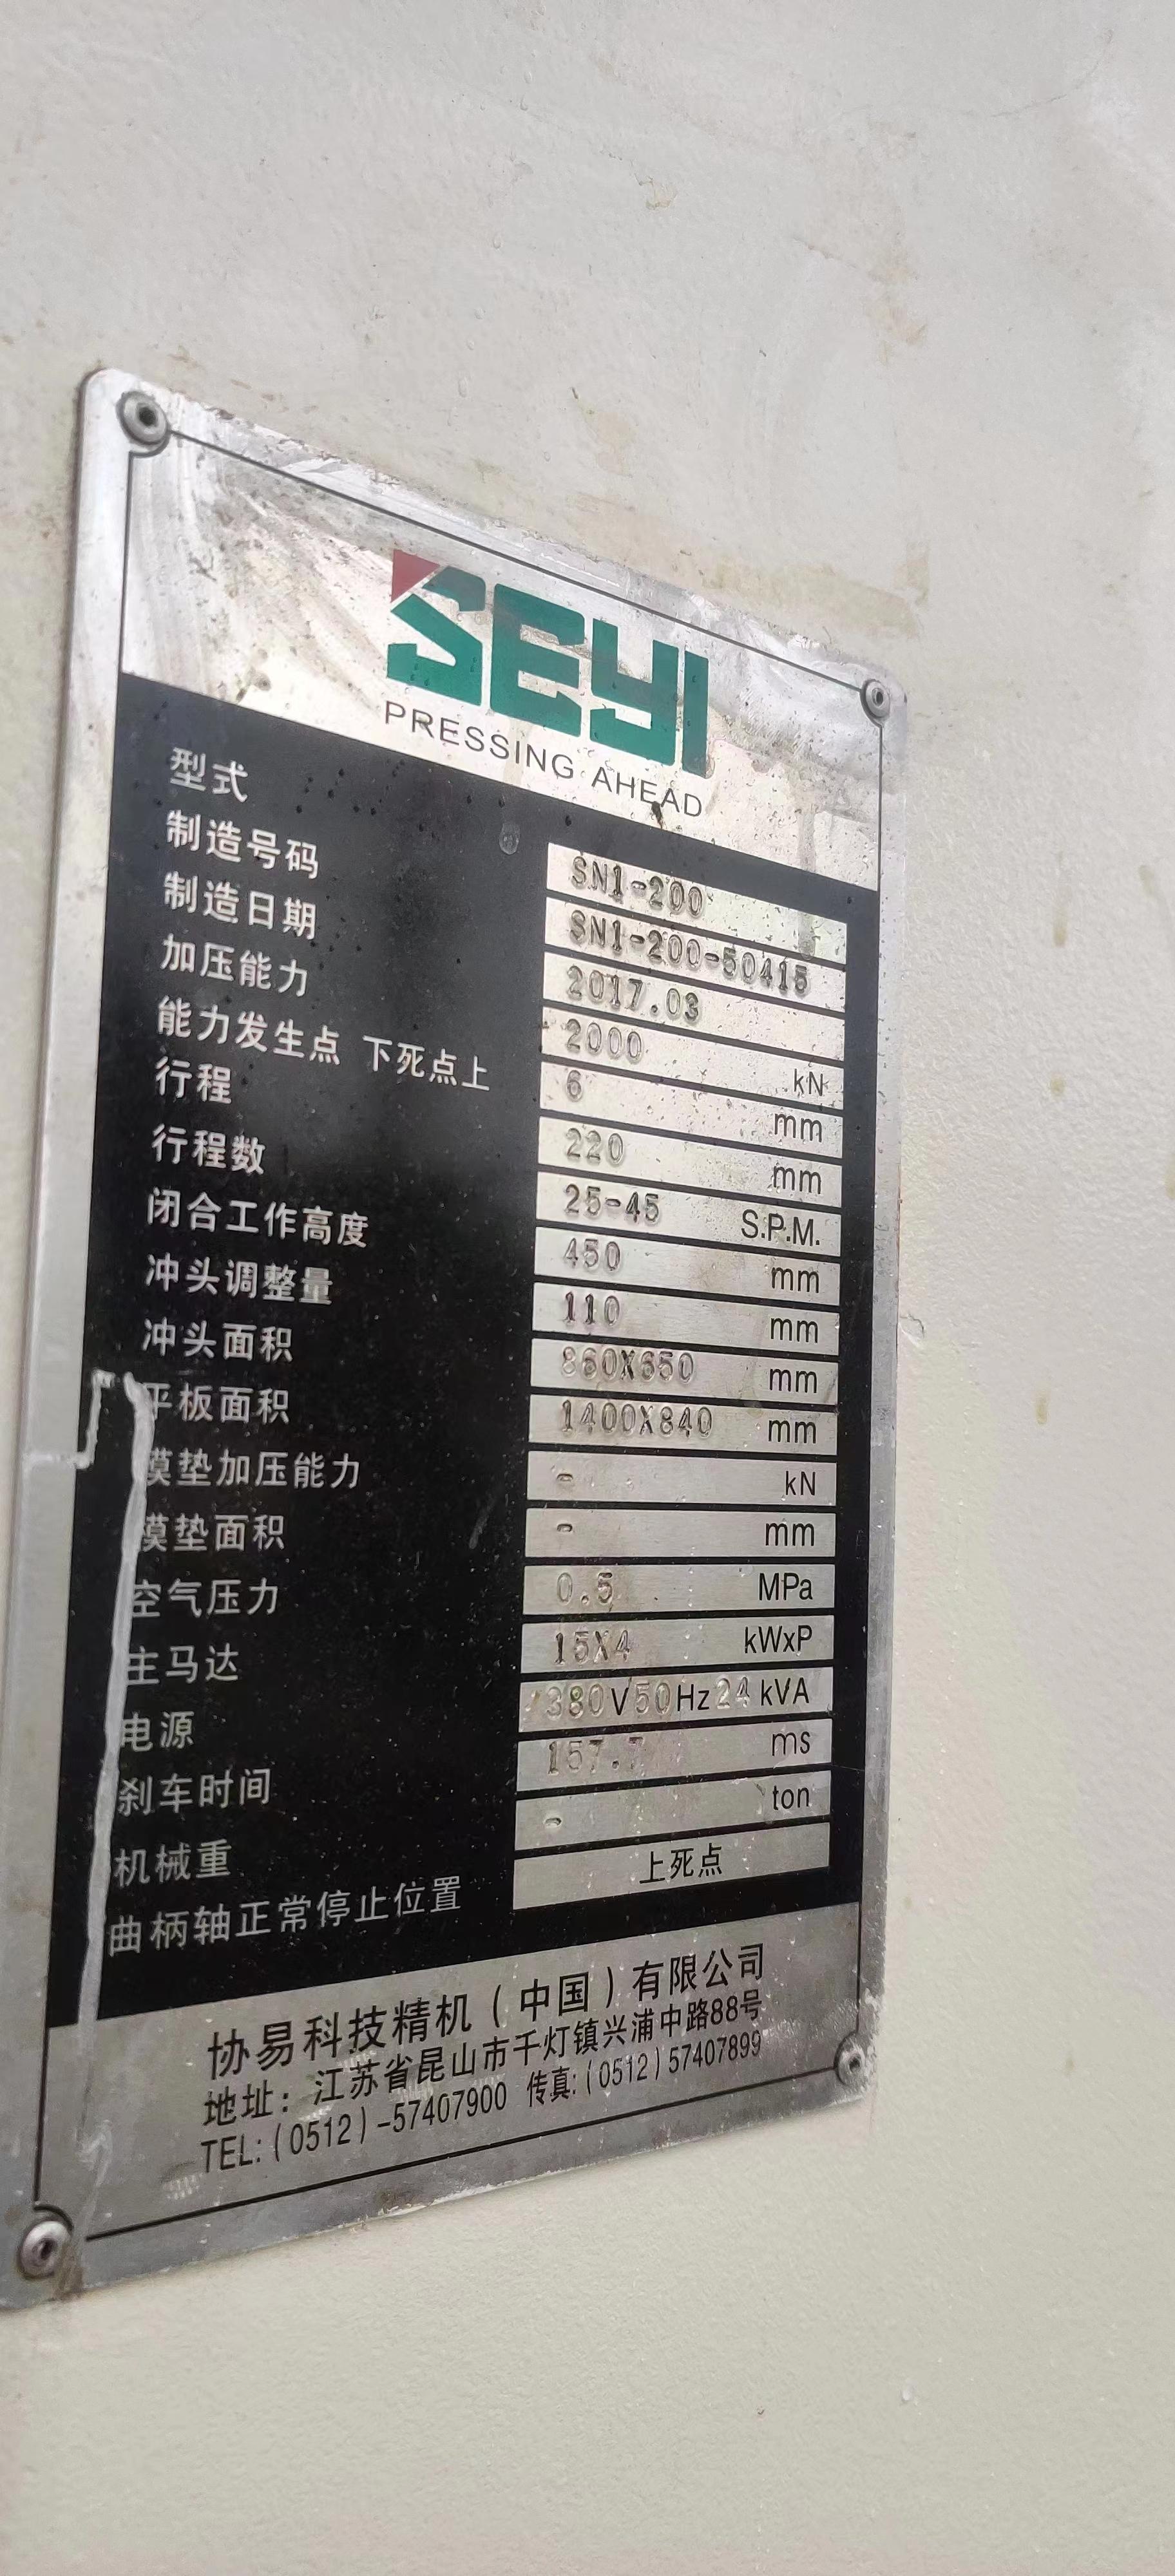 SEYI
PRESSING AHEAD
型式 SN1-200
制造号码 SN1-200-50415
制造日期 2017.03
加压能力 2000 kN
能力发生点 下死点上 6 mm
行程 220 mm
行程数 25-45 S.P.M.
闭合工作高度 450 mm
冲头调整量 110 mm
冲头面积 860X650 mm
平板面积 1400X840 mm
模垫加压能力 - kN
模垫面积 - mm
空气压力 0.5 MPa
主马达 15X4 kWxP
电源 380V50Hz24kVA
刹车时间 157.7 ms
机械重 - ton
曲柄轴正常停止位置 上死点
协易科技精机（中国）有限公司
地址：江苏省昆山市千灯镇兴浦中路88号
TEL:(0512)-57407900 传真:(0512)57407899